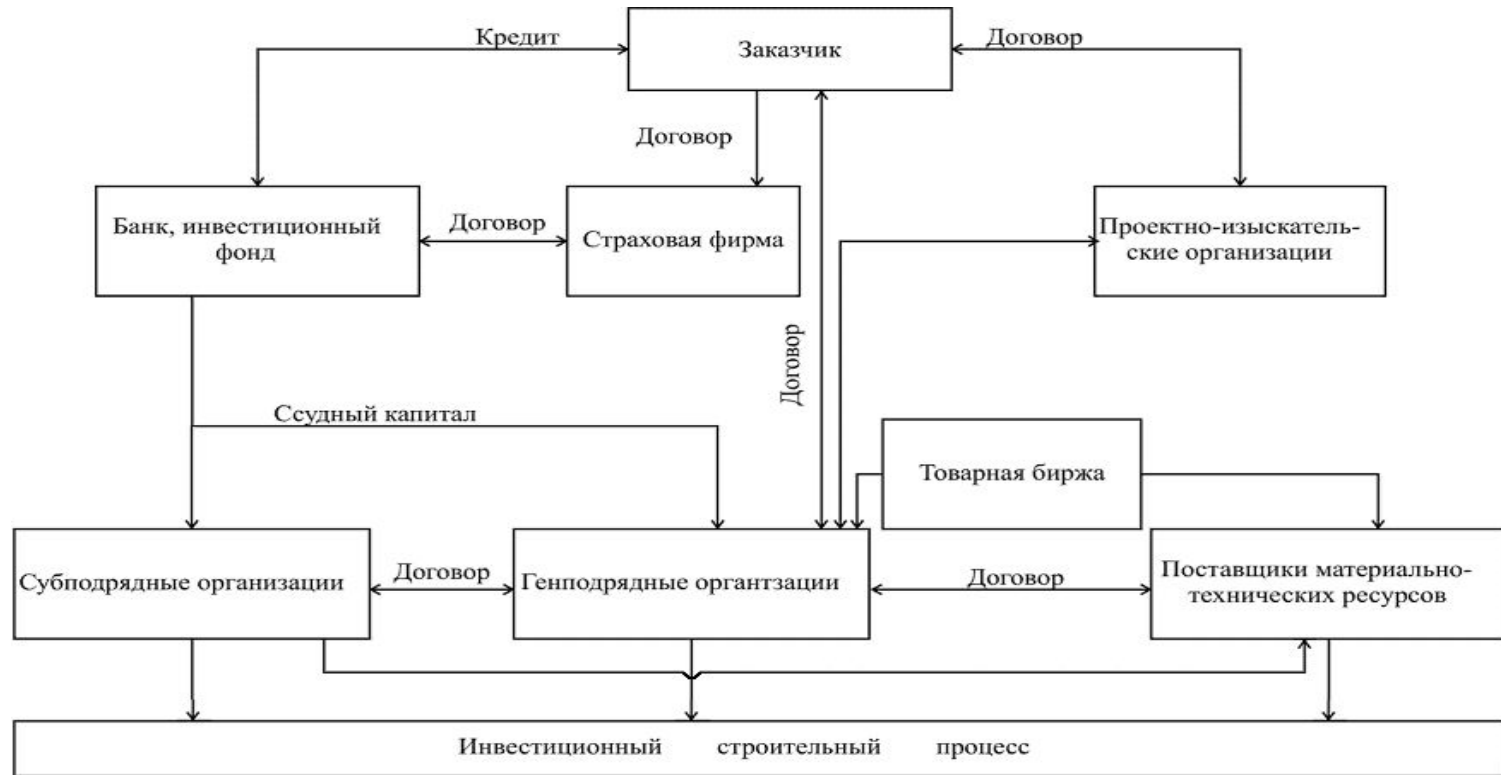 Кредит
Заказчик
Договор
Договор
Банк, инвестиционный
фонд
Договор
Страховая фирма
Проектно-изыскатель-
ские организации
Договор
Ссудный капитал
Товарная биржа
Субподрядные организации
Договор
Генподрядные органтзации
Договор
Поставщики материально-
технических ресурсов
Инвестиционный строительный процесс